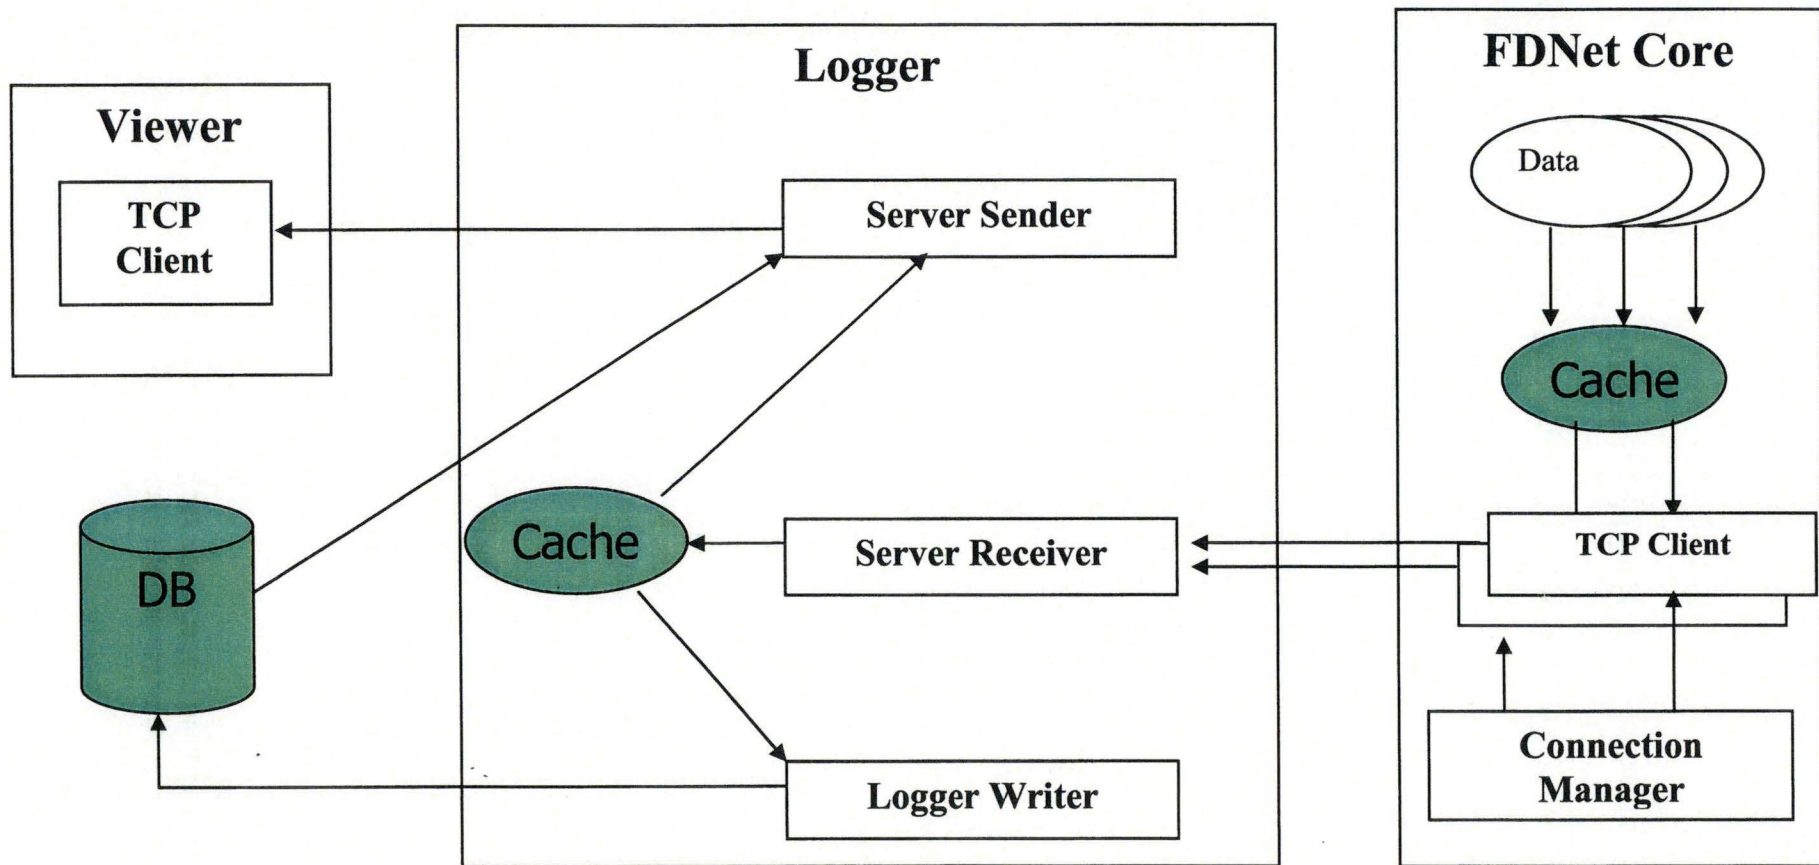 Viewer
TCP
Client
DB
Logger
Server Sender
Cache
Server Receiver
Logger Writer
FDNet Core
Data
Cache
TCP Client
Connection
Manager